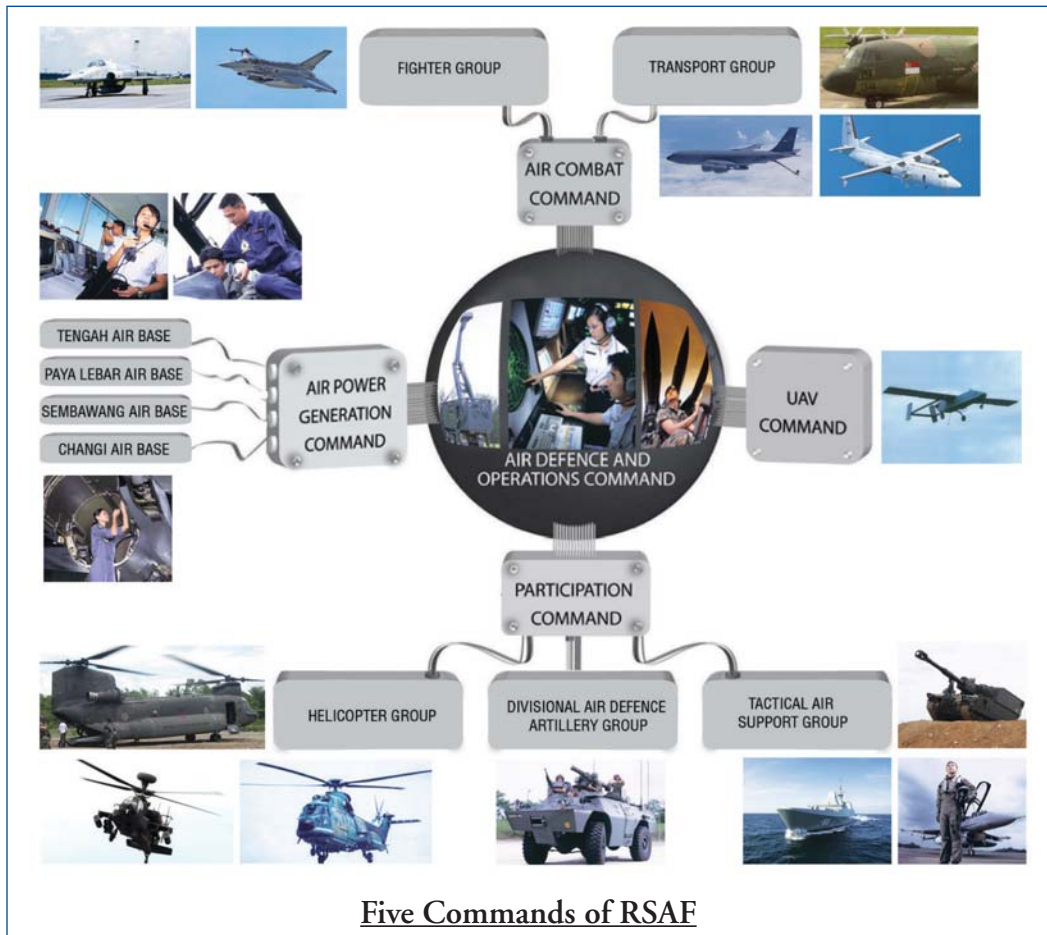 FIGHTER GROUP
TRANSPORT GROUP
AIR COMBAT
COMMAND
TENGAH AIR BASE
PAYA LEBAR AIR BASE
SEMBAWANG AIR BASE
CHANGI AIR BASE
AIR POWER
GENERATION
COMMAND
AIR DEFENCE AND
OPERATIONS COMMAND
UAV
COMMAND
PARTICIPATION
COMMAND
HELICOPTER GROUP
DIVISIONAL AIR DEFENCE
ARTILLERY GROUP
TACTICAL AIR
SUPPORT GROUP
Five Commands of RSAF